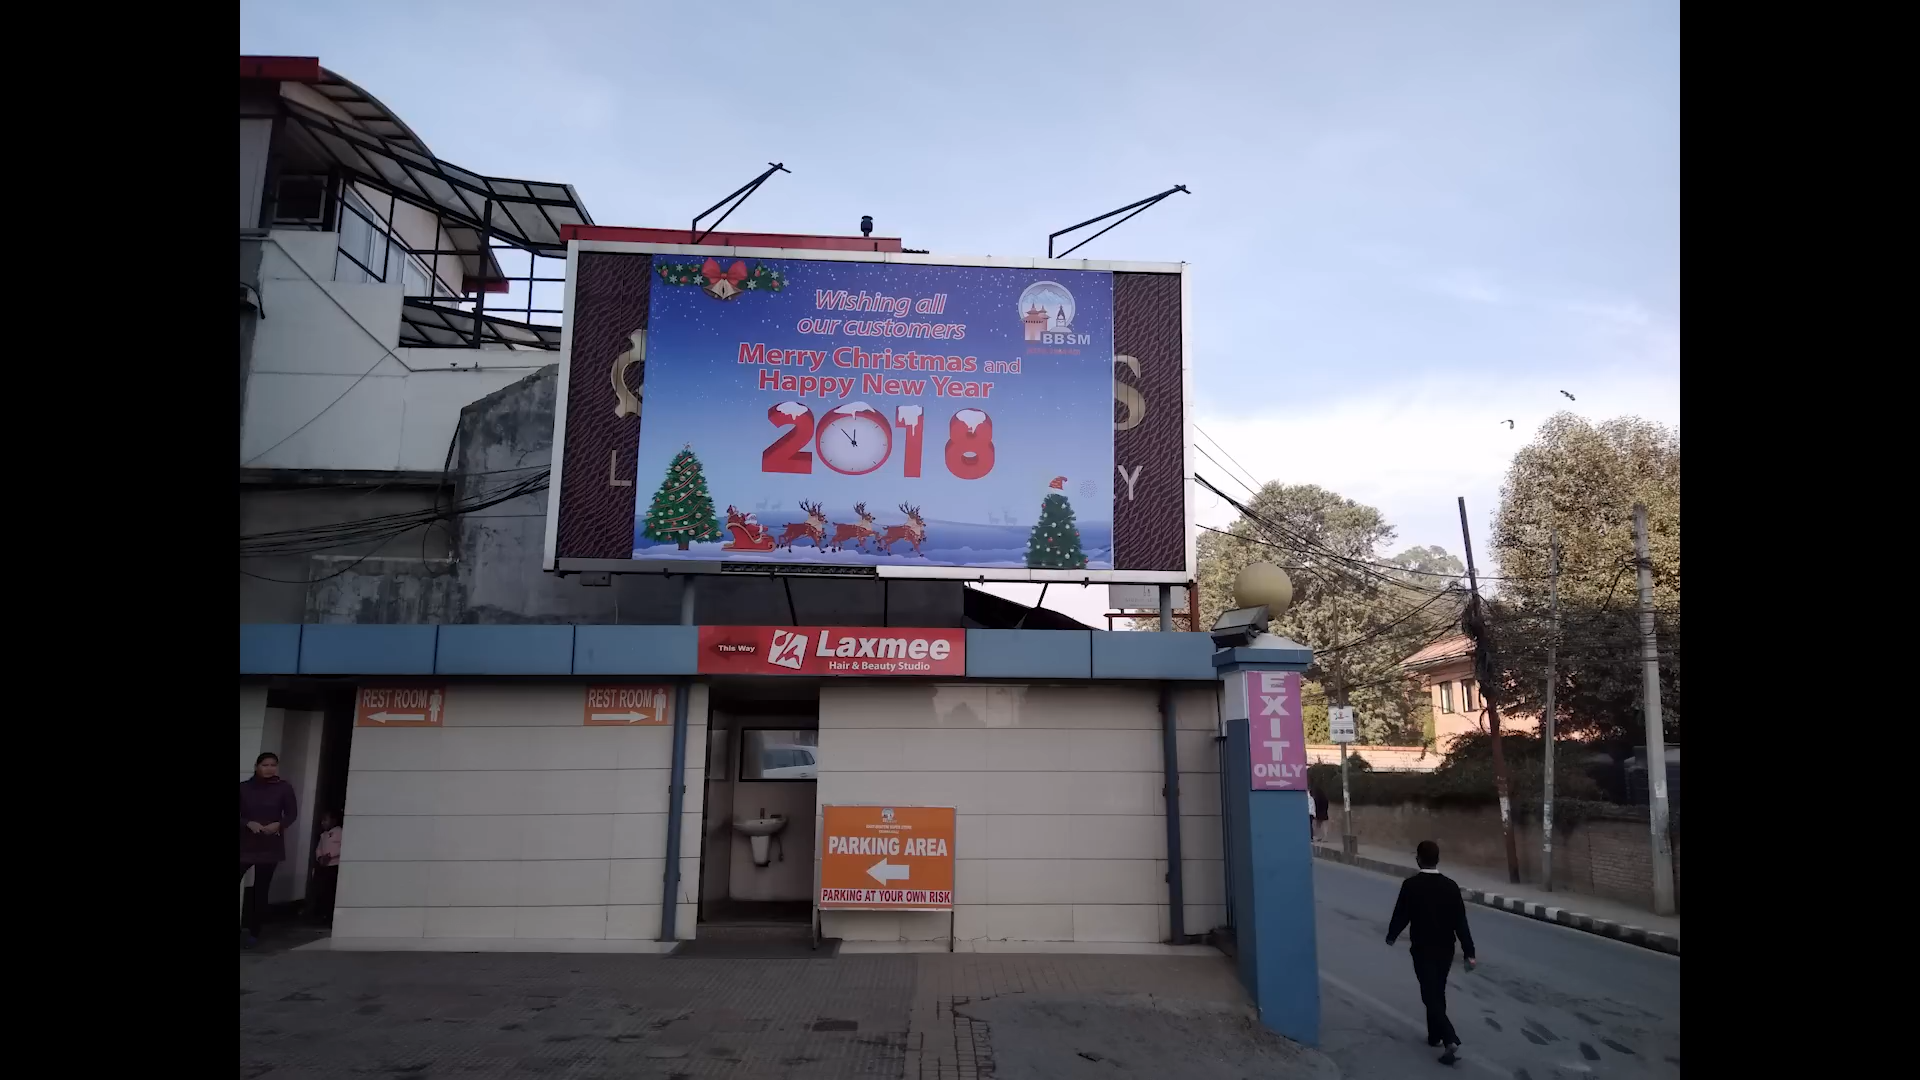 Wishing all
our customers
Merry Christmas and
Happy New Year
2018
BBSM
S
L
RY
This Way
Laxmee
Hair & Beauty Studio
REST ROOM
REST ROOM
EXIT
ONLY
PARKING AREA
PARKING AT YOUR OWN RISK